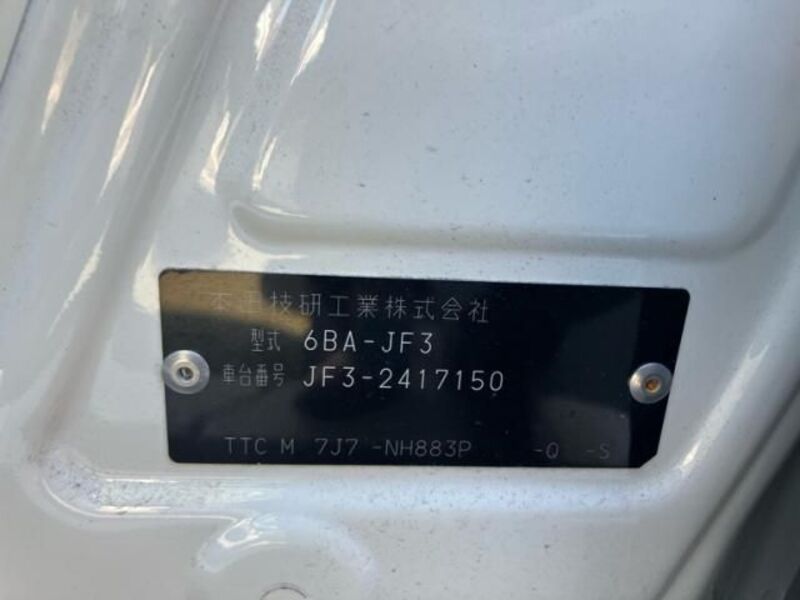 本田技研工業株式会社
型式 6BA-JF3
車台番号 JF3-2417150
TTC M 7J7 -NH883P -Q -S